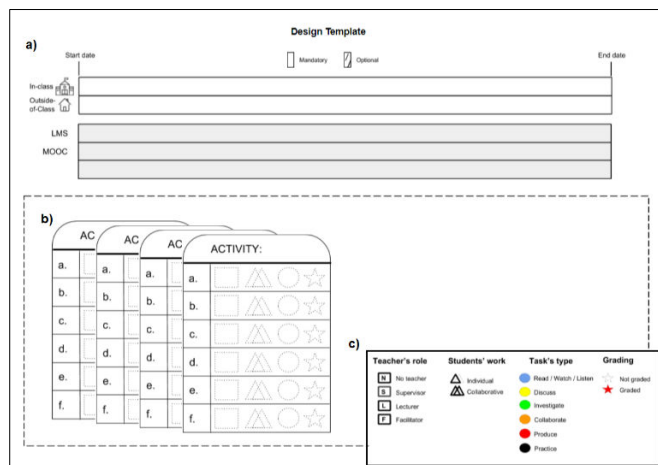 Design Template
a)
Start date
End date
Mandatory
Optional
In-class
Outside-
of-Class
LMS
MOOC
b)
AC
a.
b.
c.
d.
e.
f.
AC
a.
b.
c.
d.
e.
f.
AC
a.
b.
c.
d.
e.
f.
ACTIVITY:
a.
b.
c.
d.
e.
f.
c)
Teacher's role
N No teacher
S Supervisor
L Lecturer
F Facilitator
Students' work
Individual
Collaborative
Task's type
Read / Watch / Listen
Discuss
Investigate
Collaborate
Produce
Practice
Grading
Not graded
Graded